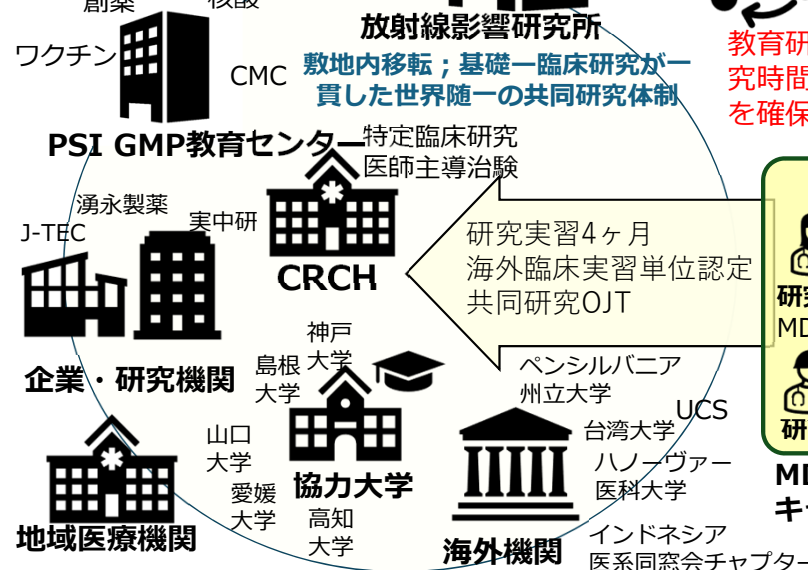 創薬
核酸
ワクチン
CMC
PSI GMP教育センター
放射線影響研究所
敷地内移転；基礎ー臨床研究が一
貫した世界随一の共同研究体制
教育研
究時間
を確保
特定臨床研究
医師主導治験
CRCH
湧永製薬
J-TEC
実中研
企業・研究機関
研究実習4ヶ月
海外臨床実習単位認定
共同研究OJT
研究
MD
研
MD
キ
神戸
大学
島根
大学
山口
大学
愛媛
大学
高知
大学
協力大学
地域医療機関
ペンシルバニア
州立大学
UCS
台湾大学
ハノーヴァー
医科大学
インドネシア
医系同窓会チャプター
海外機関